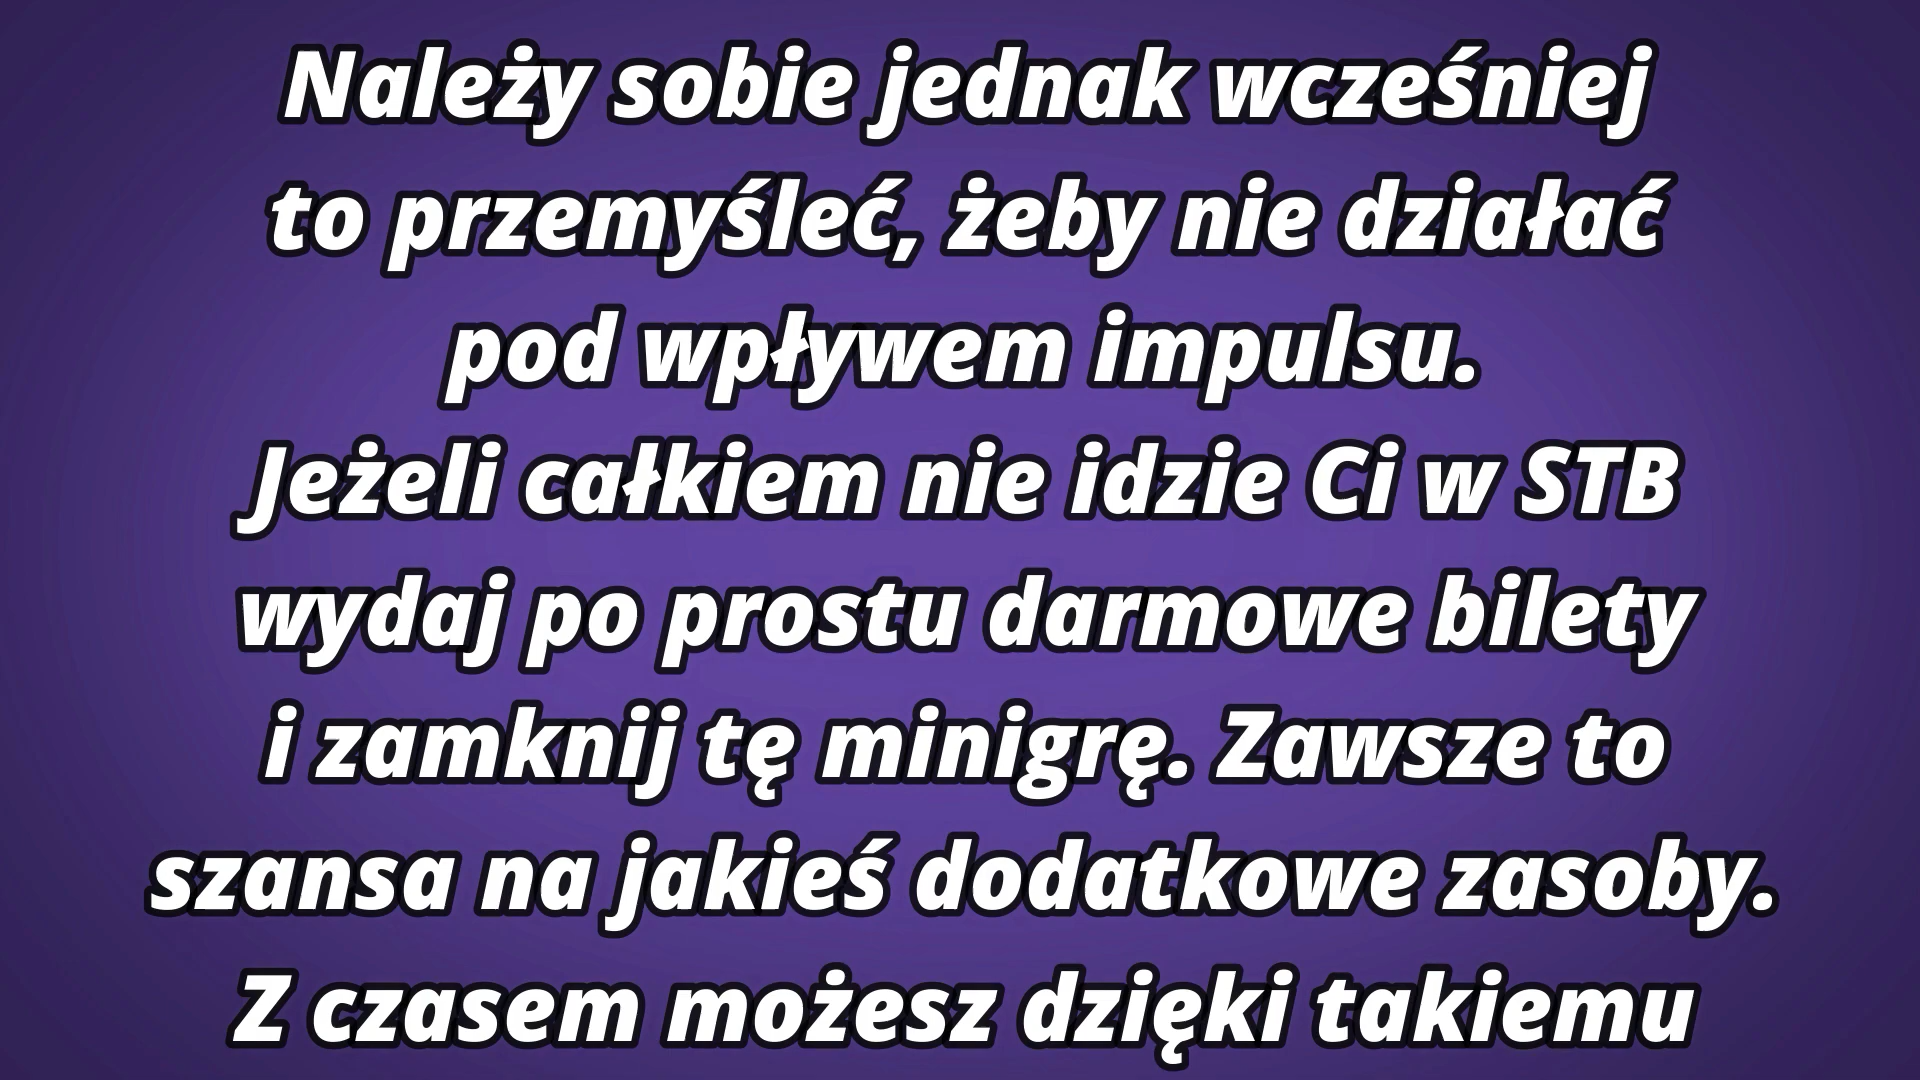 Należy sobie jednak wcześniej
to przemyśleć, żeby nie działać
pod wpływem impulsu.
Jeżeli całkiem nie idzie Ci w STB
wydaj po prostu darmowe bilety
i zamknij tę minigrę. Zawsze to
szansa na jakieś dodatkowe zasoby.
Z czasem możesz dzięki takiemu